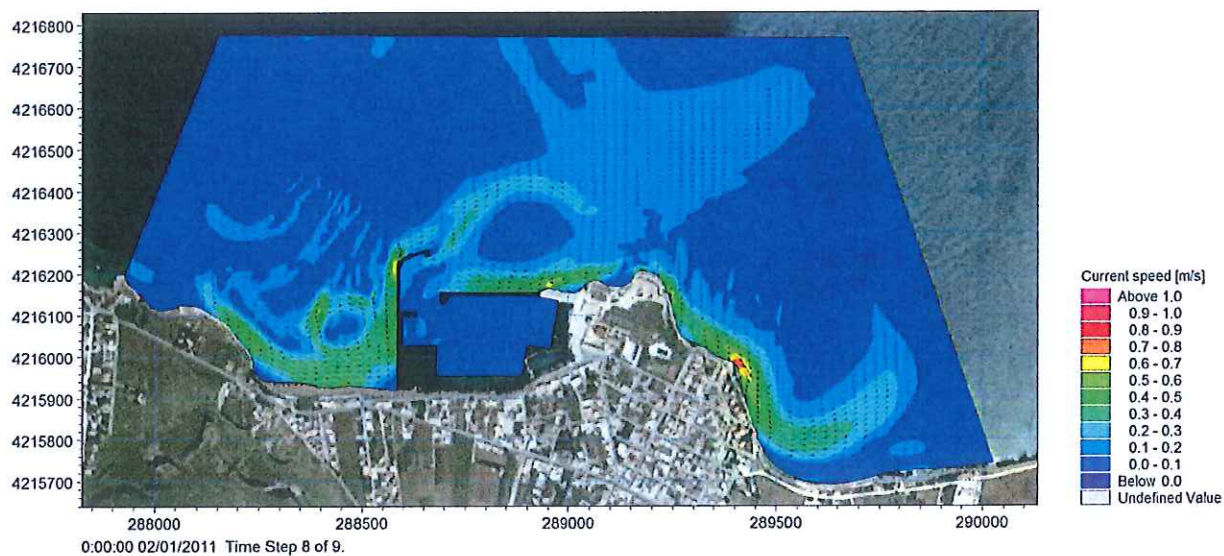 4216800
4216700
4216600
4216500
4216400
4216300
4216200
4216100
4216000
4215900
4215800
4215700
288000 288500 289000 289500 290000
0:00:00 02/01/2011 Time Step 8 of 9.
Current speed [m/s]
Above 1.0
0.9 - 1.0
0.8 - 0.9
0.7 - 0.8
0.6 - 0.7
0.5 - 0.6
0.4 - 0.5
0.3 - 0.4
0.2 - 0.3
0.1 - 0.2
0.0 - 0.1
Below 0.0
Undefined Value